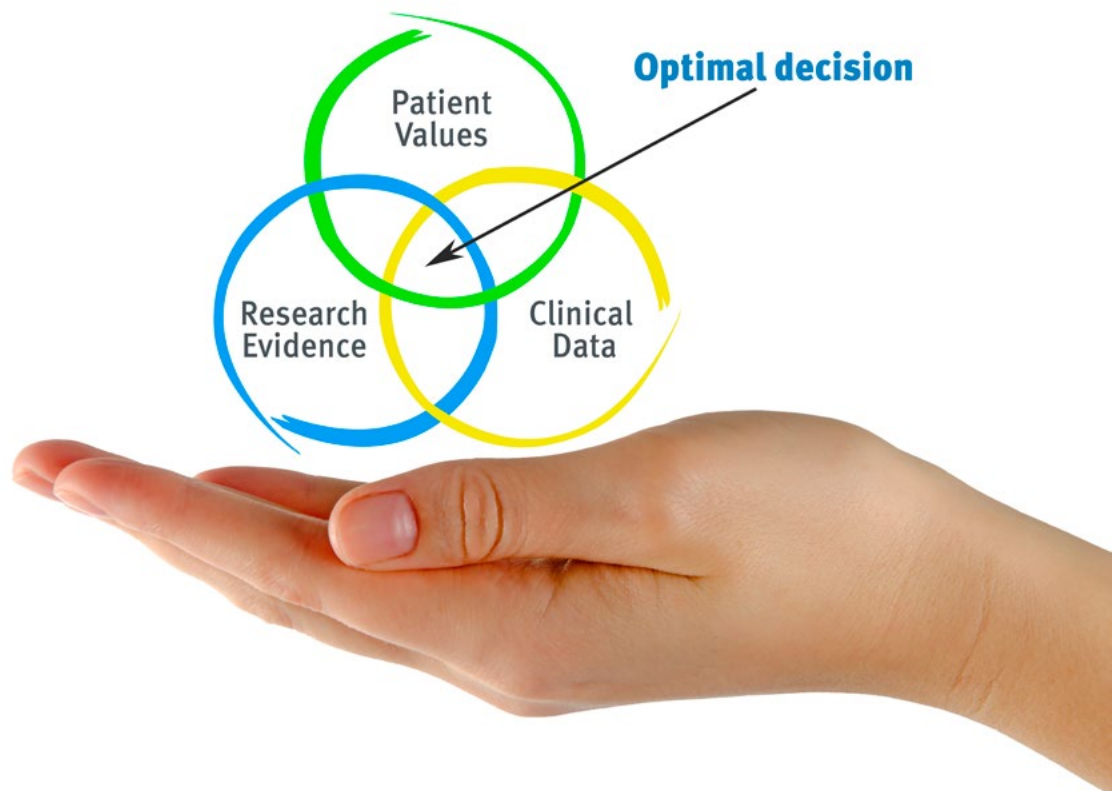 Optimal decision
Patient
Values
Research
Evidence
Clinical
Data